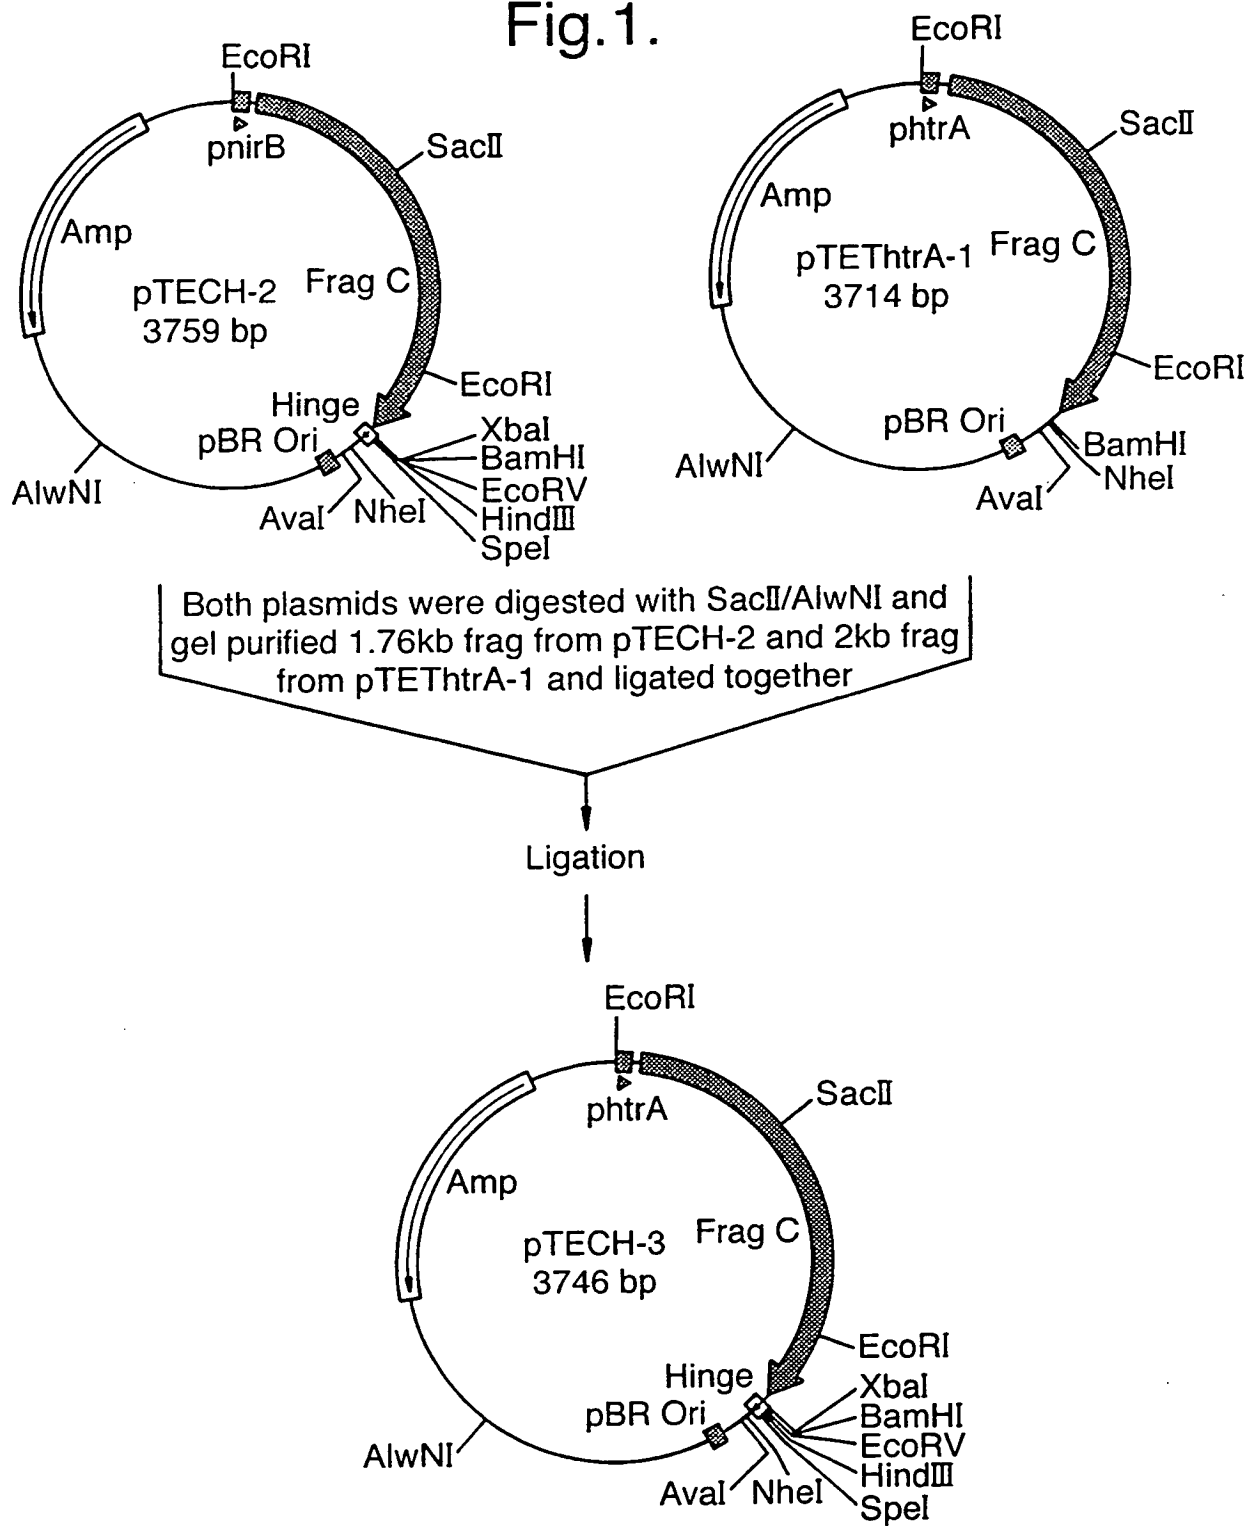 Fig.1.
EcoRI
pnirB
SacII
Amp
pTECH-2
3759 bp
Frag C
EcoRI
Hinge
pBR Ori
XbaI
BamHI
EcoRV
HindIII
SpeI
NheI
AvaI
AlwNI
EcoRI
phtrA
SacII
Amp
pTEThtrA-1
3714 bp
Frag C
EcoRI
pBR Ori
BamHI
NheI
AvaI
AlwNI
Both plasmids were digested with SacII/AlwNI and
gel purified 1.76kb frag from pTECH-2 and 2kb frag
from pTEThtrA-1 and ligated together
Ligation
EcoRI
phtrA
SacII
Amp
pTECH-3
3746 bp
Frag C
EcoRI
Hinge
pBR Ori
XbaI
BamHI
EcoRV
HindIII
SpeI
NheI
AvaI
AlwNI